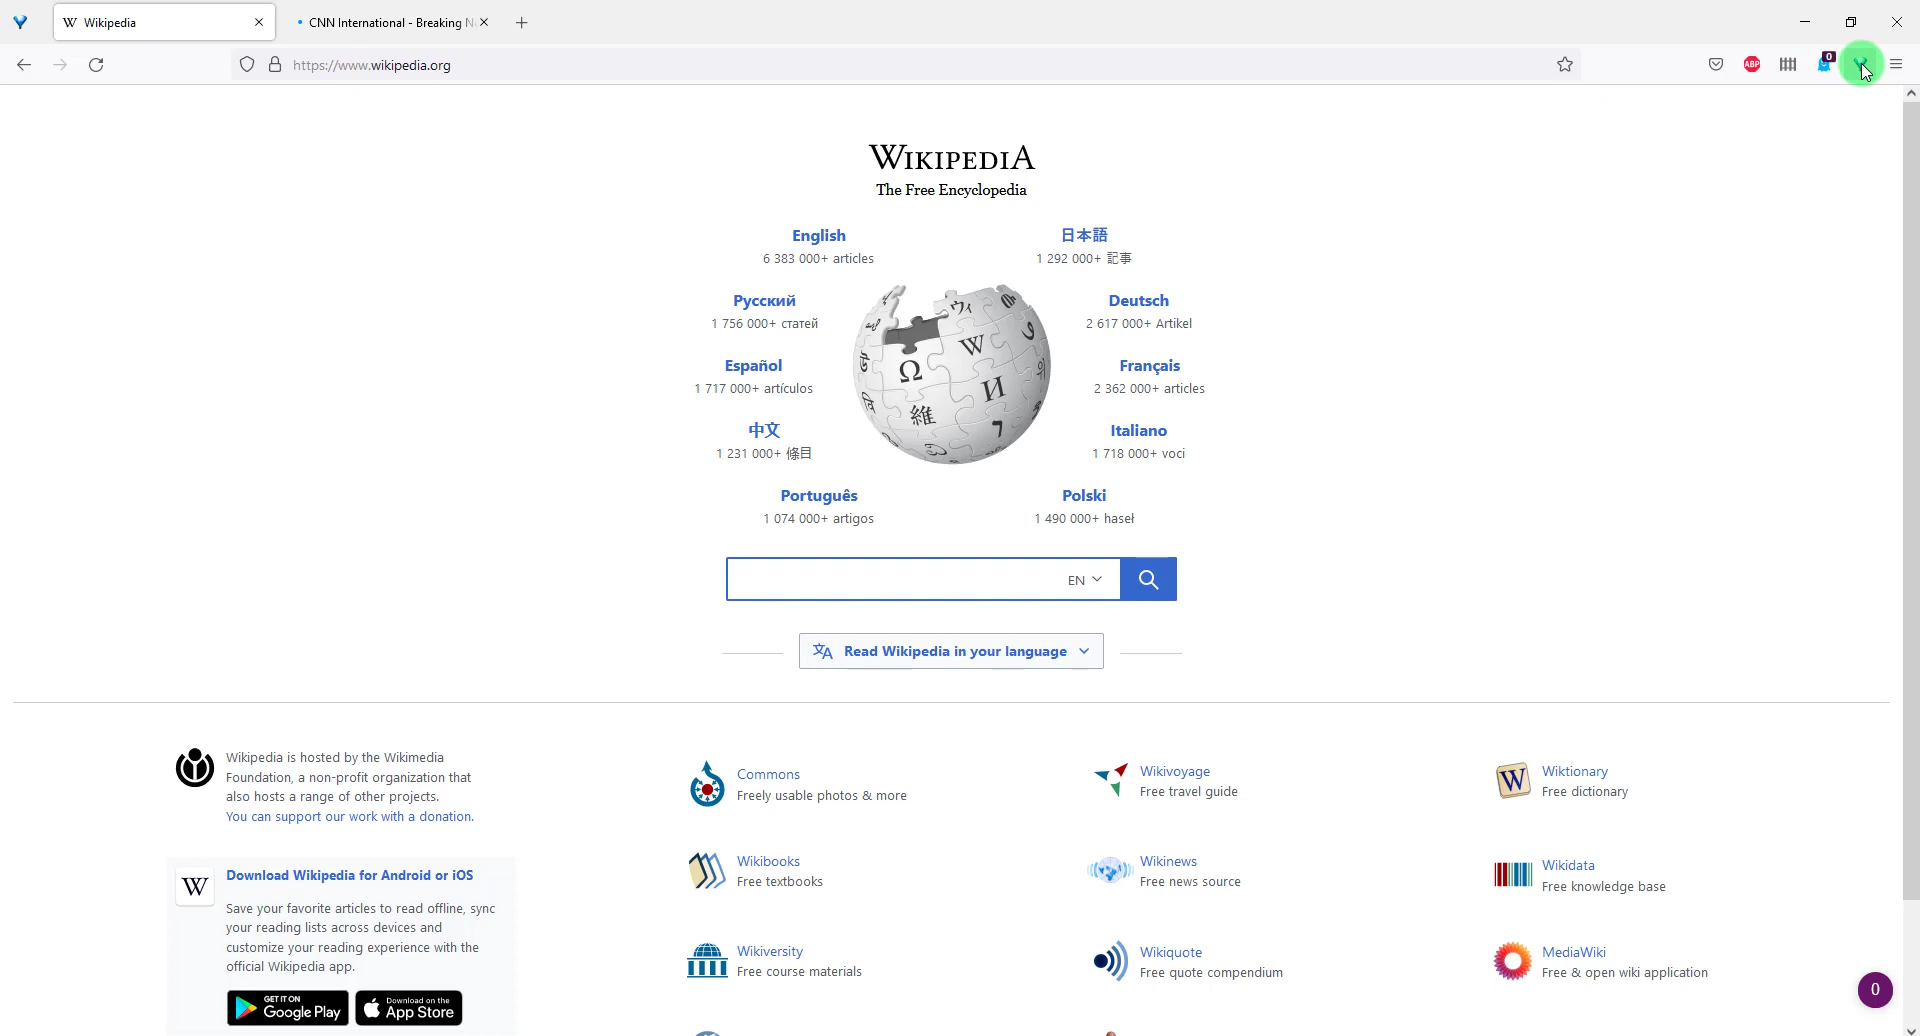 Wikipedia
CNN International - Breaking N
https://www.wikipedia.org
ABP
0
WIKIPEDIA
The Free Encyclopedia
English
6 383 000+ articles
日本語
1 292 000+ 記事
Русский
1 756 000+ статей
Deutsch
2 617 000+ Artikel
Español
1 717 000+ artículos
Français
2 362 000+ articles
中文
1 231 000+ 條目
Italiano
1 718 000+ voci
Português
1 074 000+ artigos
Polski
1 490 000+ haseł
Ω
W
И
維
ウィ
7
EN
Read Wikipedia in your language
Wikipedia is hosted by the Wikimedia
Foundation, a non-profit organization that
also hosts a range of other projects.
You can support our work with a donation.
W
Download Wikipedia for Android or iOS
Save your favorite articles to read offline, sync
your reading lists across devices and
customize your reading experience with the
official Wikipedia app.
GET IT ON
Google Play
Download on the
App Store
Commons
Freely usable photos & more
Wikivoyage
Free travel guide
W
Wiktionary
Free dictionary
Wikibooks
Free textbooks
Wikinews
Free news source
Wikidata
Free knowledge base
Wikiversity
Free course materials
Wikiquote
Free quote compendium
MediaWiki
Free & open wiki application
0